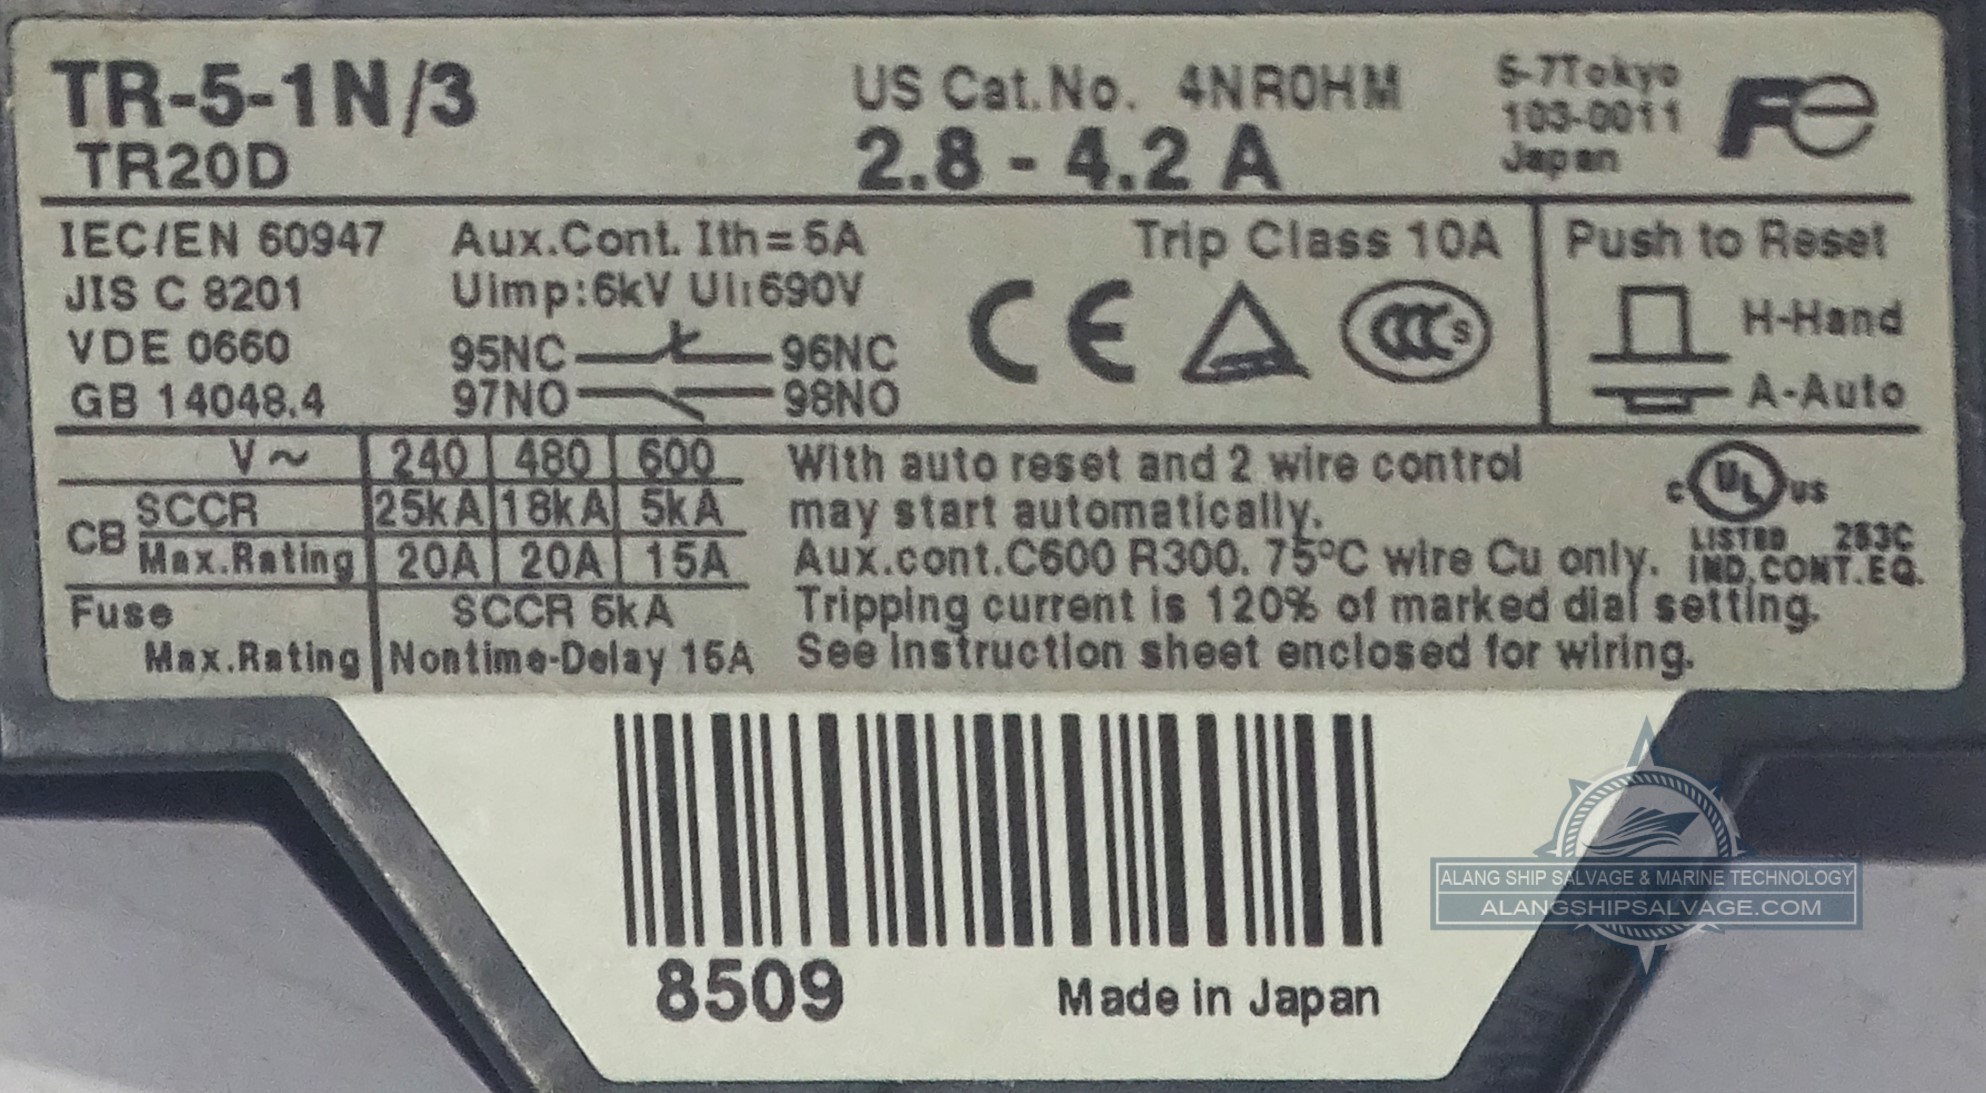 TR-5-1N/3
TR20D
US Cat.No. 4NR0HM
2.8 - 4.2 A
5-7Tokyo
103-0011
Japan
Fe
IEC/EN 60947
JIS C 8201
VDE 0660
GB 14048.4
Aux.Cont. Ith=5A
Uimp:6kV Ui:690V
95NC 96NC
97NO 98NO
Trip Class 10A
CE
CCC S
Push to Reset
H-Hand
A-Auto
V~ 240 480 600
CB SCCR 25kA 18kA 5kA
Max.Rating 20A 20A 15A
Fuse SCCR 5kA
Max.Rating Nontime-Delay 15A
With auto reset and 2 wire control
may start automatically.
Aux.cont.C600 R300. 75°C wire Cu only.
Tripping current is 120% of marked dial setting.
See instruction sheet enclosed for wiring.
C UL US
LISTED 253C
IND.CONT.EQ.
8509
Made in Japan
ALANG SHIP SALVAGE & MARINE TECHNOLOGY
ALANGSHIPSALVAGE.COM